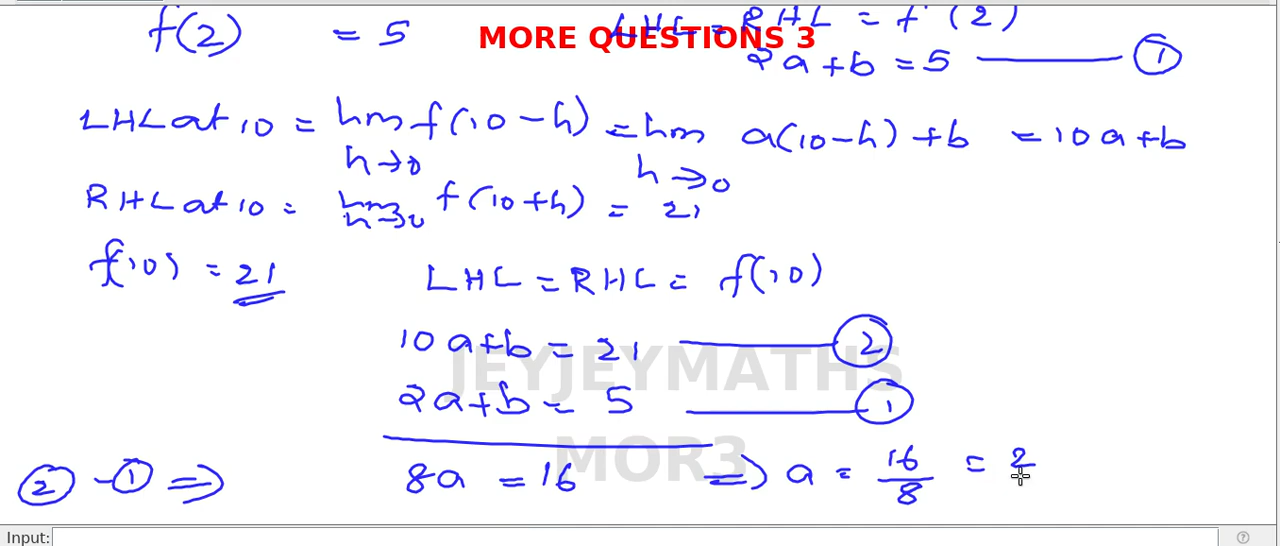 f(2) = 5 LHL = RHL = f(2)
MORE QUESTIONS 3
2a+b = 5 ——— ①
LHL at 10 = lim f(10-h) = lim a(10-h)+b = 10a+b
h→0 h→0
RHL at 10 = lim f(10+h) = 21
h→0
f(10) = 21 LHL = RHL = f(10)
10a+b = 21 ——— ②
JEYJEYMATHS
2a+b = 5 ——— ①
MOR3
② - ① ⇒ 8a = 16 ⇒ a = 16/8 = 2
Input: